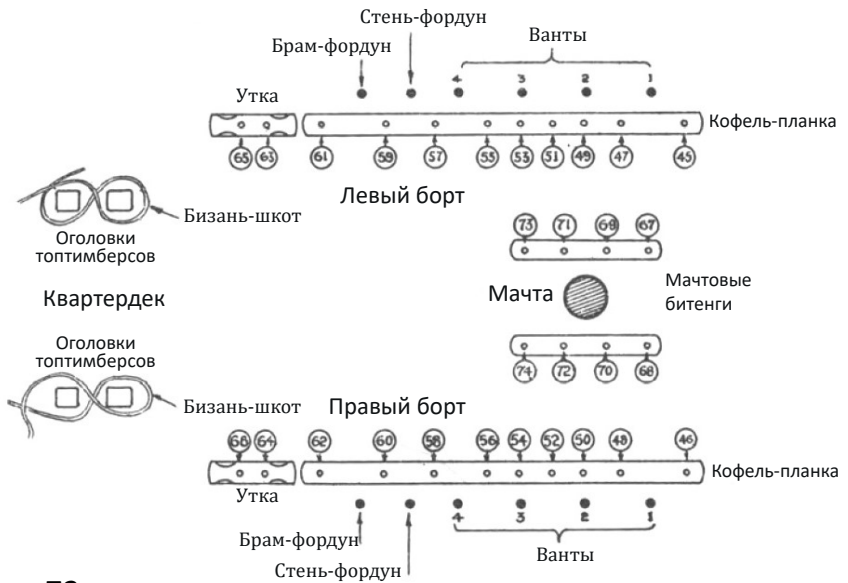 Стень-фордун
Брам-фордун
Ванты
4 3 2 1
Утка
Кофель-планка
65 63 61 59 57 55 53 51 49 47 45
Левый борт
Бизань-шкот
Оголовки
топтимберсов
73 71 69 67
Квартердек
Мачта
Мачтовые
битенги
Оголовки
топтимберсов
74 72 70 68
Бизань-шкот
Правый борт
66 64 62 60 58 56 54 52 50 48 46
Кофель-планка
Утка
4 3 2 1
Брам-фордун
Ванты
Стень-фордун